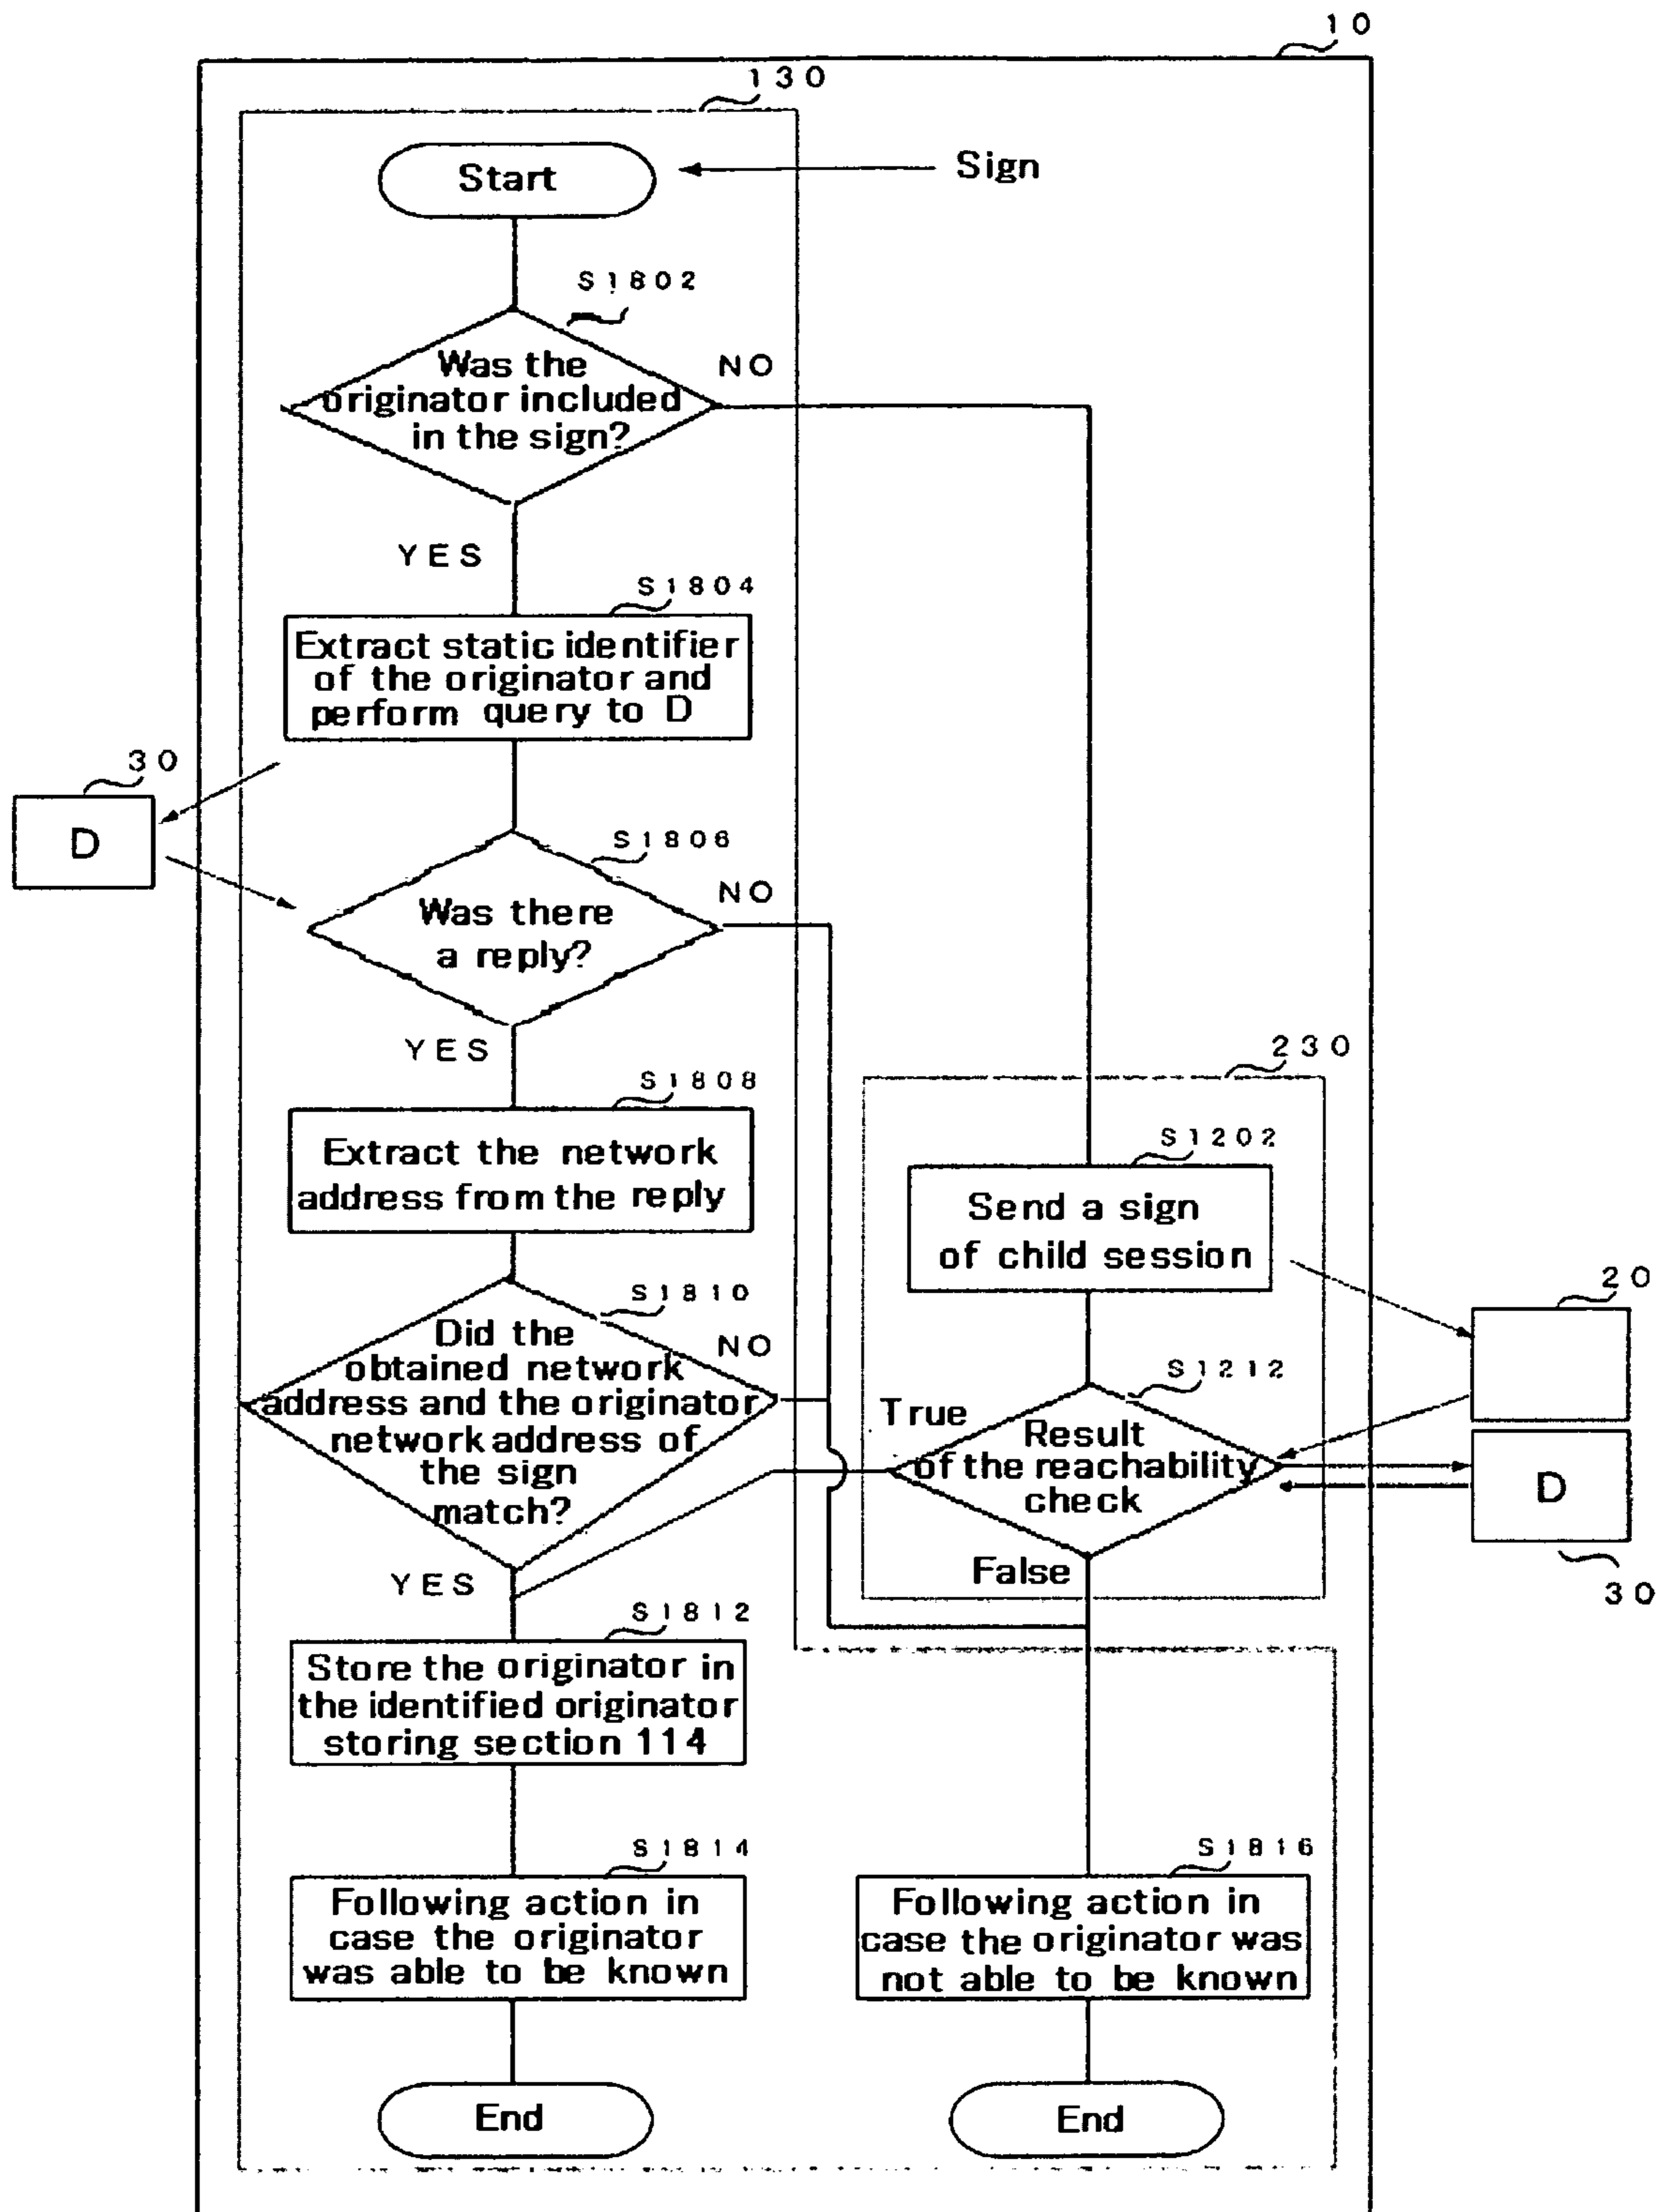 10
130
Start
Sign
S1802
Was the
originator included
in the sign?
NO
YES
S1804
Extract static identifier
of the originator and
perform query to D
30
D
S1806
NO
Was there
a reply?
YES
S1808
Extract the network
address from the reply
230
S1202
Send a sign
of child session
20
S1810
NO
Did the
obtained network
address and the originator
network address of
the sign
match?
YES
S1212
True
Result
of the reachability
check
False
D
30
S1812
Store the originator in
the identified originator
storing section 114
S1814
Following action in
case the originator
was able to be known
S1816
Following action in
case the originator was
not able to be known
End
End